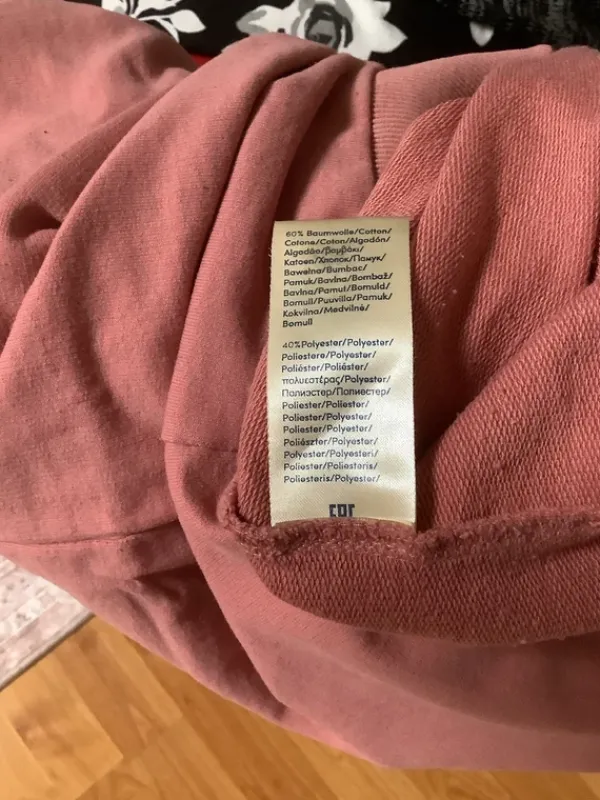 60% Baumwolle/Cotton/
Cotone/Coton/Algodón/
Algodão/βαμβάκι/
Katoen/Хлопок/Памук/
Bawełna/Bumbac/
Pamuk/Bavlna/Bombaž/
Bavlna/Pamut/Bomuld/
Bomull/Puuvilla/Pamuk/
Kokvilna/Medvilnė/
Bomull
40%Polyester/Polyester/
Poliestere/Polyester/
Poliéster/Poliéster/
πολυεστέρας/Polyester/
Полиэстер/Полиестер/
Poliester/Poliester/
Poliester/Polyester/
Poliester/Polyester/
Poliészter/Polyester/
Polyester/Polyesteri/
Poliester/Poliesteris/
Poliesteris/Polyester/
EAC